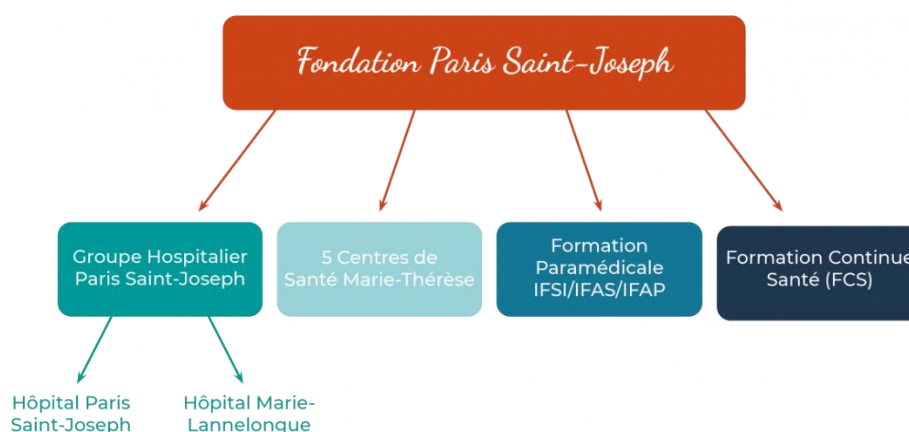 Fondation Paris Saint-Joseph
Groupe Hospitalier
Paris Saint-Joseph
5 Centres de
Santé Marie-Thérèse
Formation
Paramédicale
IFSI/IFAS/IFAP
Formation Continue
Santé (FCS)
Hôpital Paris
Saint-Joseph
Hôpital Marie-
Lannelongue